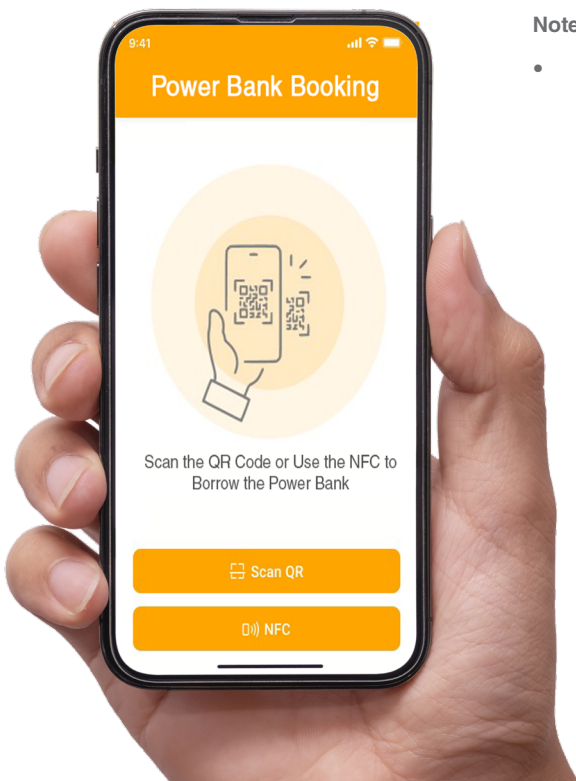 9:41
Power Bank Booking
Scan the QR Code or Use the NFC to
Borrow the Power Bank
Scan QR
NFC
Note
•